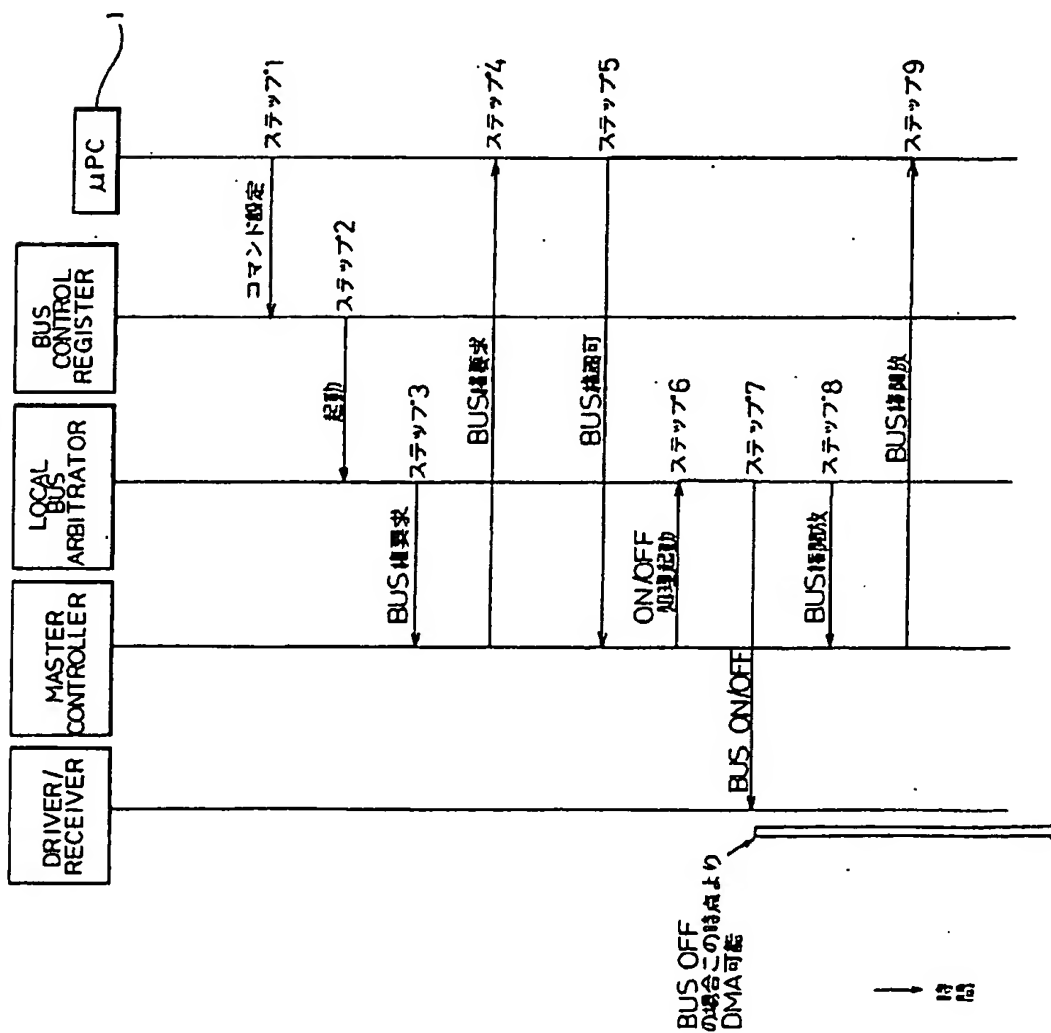 DRIVER/
RECEIVER
MASTER
CONTROLLER
LOCAL
BUS
ARBITRATOR
BUS
CONTROL
REGISTER
μPC
1
コマンド設定
ステップ1
起動
ステップ2
BUS権要求
ステップ3
BUS権要求
ステップ4
BUS権認可
ステップ5
ON/OFF
処理起動
ステップ6
BUS ON/OFF
ステップ7
BUS権開放
ステップ8
BUS権開放
ステップ9
BUS OFF
の場合この時点より
DMA可能
時間